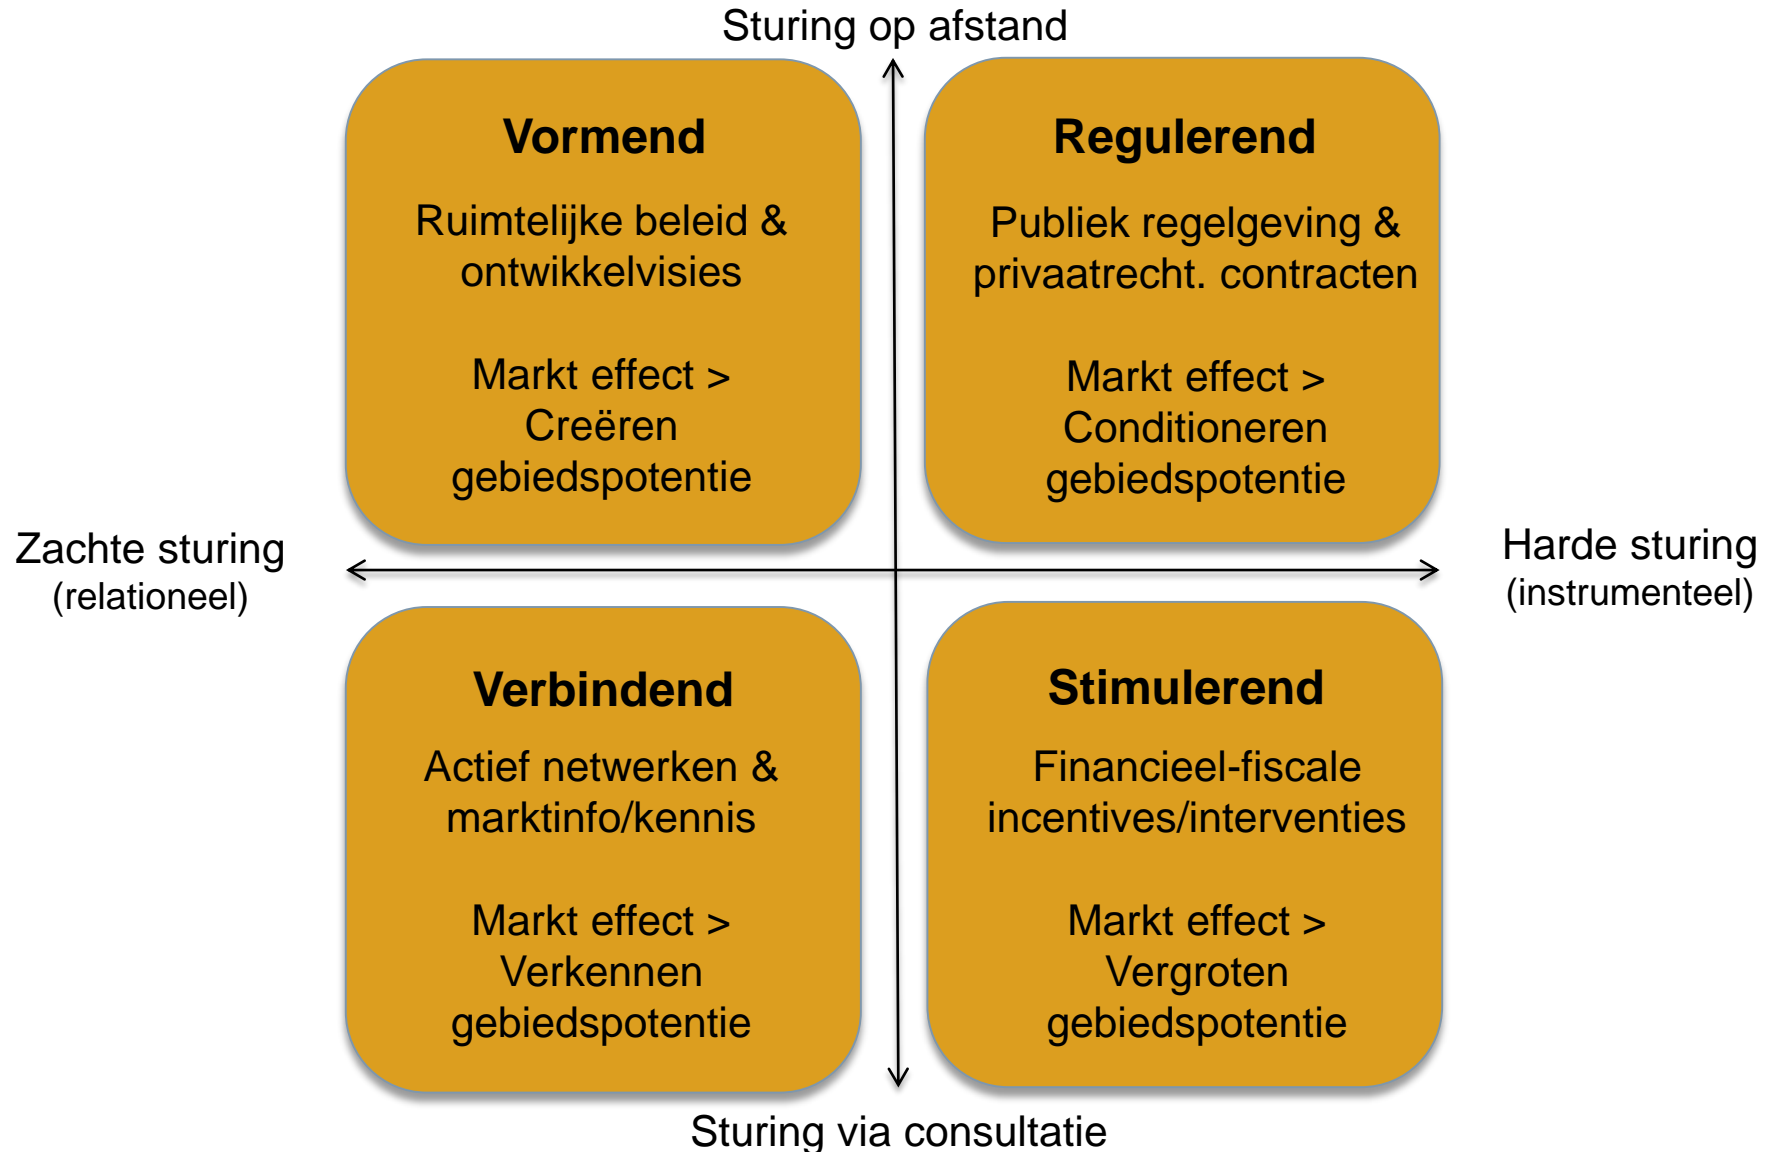 Sturing op afstand
Vormend
Ruimtelijke beleid &
ontwikkelvisies
Markt effect >
Creëren
gebiedspotentie
Regulerend
Publiek regelgeving &
privaatrecht. contracten
Markt effect >
Conditioneren
gebiedspotentie
Zachte sturing
(relationeel)
Harde sturing
(instrumenteel)
Verbindend
Actief netwerken &
marktinfo/kennis
Markt effect >
Verkennen
gebiedspotentie
Stimulerend
Financieel-fiscale
incentives/interventies
Markt effect >
Vergroten
gebiedspotentie
Sturing via consultatie